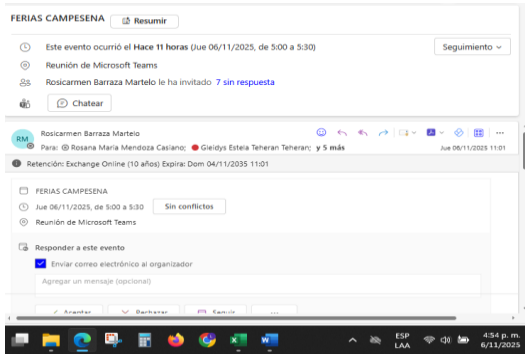 FERIAS CAMPESENA Resumir
Este evento ocurrió el Hace 11 horas (Jue 06/11/2025, de 5:00 a 5:30) Seguimiento
Reunión de Microsoft Teams
Rosicarmen Barraza Martelo le ha invitado 7 sin respuesta
Chatear
RM Rosicarmen Barraza Martelo
Para: Rosana Maria Mendoza Casiano; Gleidys Estela Teheran Teheran; y 5 más Jue 06/11/2025 11:01
Retención: Exchange Online (10 años) Expira: Dom 04/11/2035 11:01
FERIAS CAMPESENA
Jue 06/11/2025, de 5:00 a 5:30 Sin conflictos
Reunión de Microsoft Teams
Responder a este evento
Enviar correo electrónico al organizador
Agregar un mensaje (opcional)
Aceptar Rechazar Seguir ...
ESP 4:54 p. m.
LAA 6/11/2025